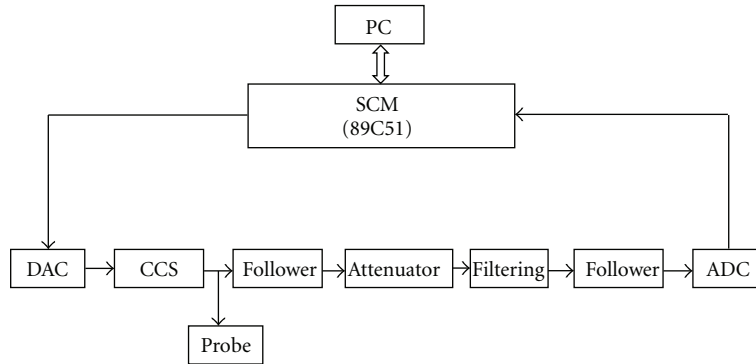 PC
SCM
(89C51)
DAC
CCS
Follower
Attenuator
Filtering
Follower
ADC
Probe